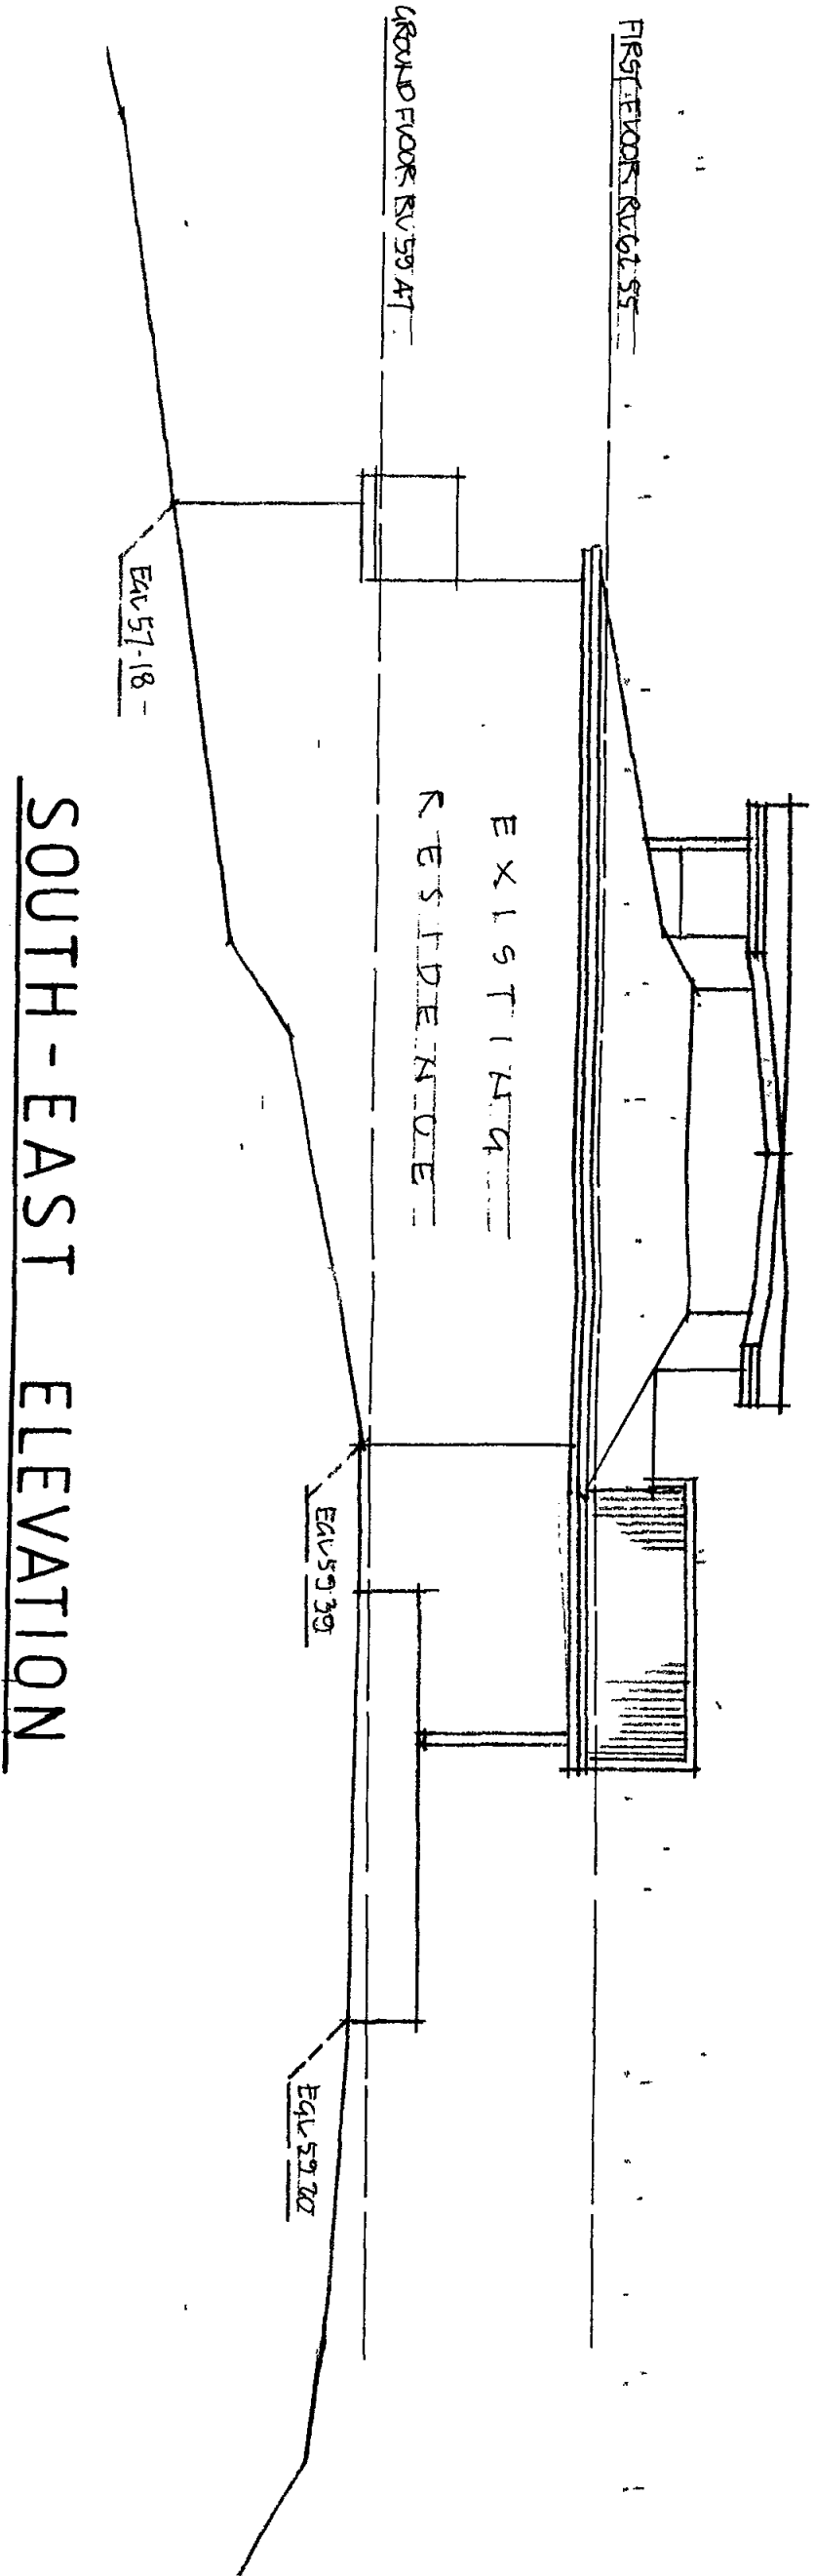 FIRST FLOOR RL 62.55
GROUND FLOOR RL 59.47
EXISTING
RESIDENCE
EGL 57.18
EGL 59.39
EGL 59.20
SOUTH-EAST ELEVATION